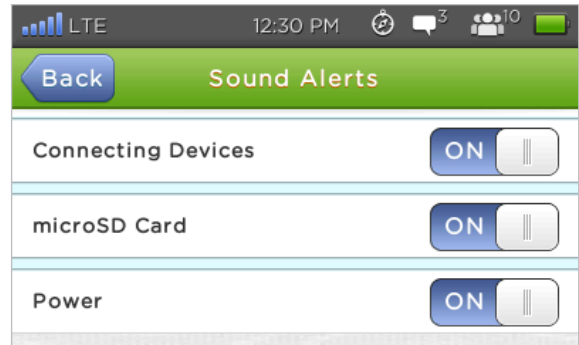 LTE 12:30 PM 3 10
Back Sound Alerts
Connecting Devices ON
microSD Card ON
Power ON